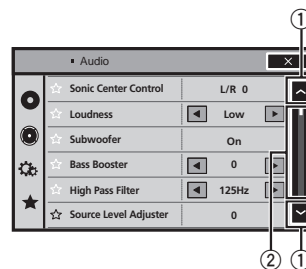 ①
▪ Audio
Sonic Center Control L/R 0
Loudness Low
Subwoofer On
Bass Booster 0
High Pass Filter 125Hz
Source Level Adjuster 0
② ①